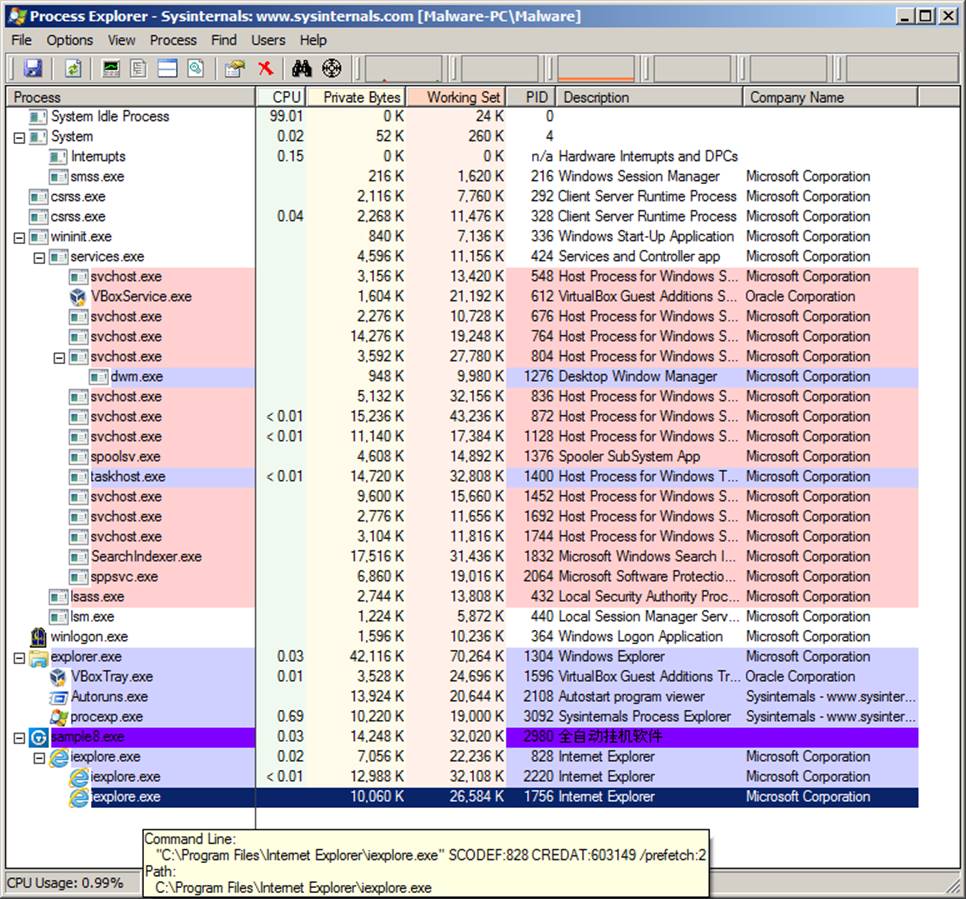 Process Explorer - Sysinternals: www.sysinternals.com [Malware-PC\Malware]
File Options View Process Find Users Help
Process CPU Private Bytes Working Set PID Description Company Name
System Idle Process 99.01 0 K 24 K 0
System 0.02 52 K 260 K 4
Interrupts 0.15 0 K 0 K n/a Hardware Interrupts and DPCs
smss.exe 216 K 1,620 K 216 Windows Session Manager Microsoft Corporation
csrss.exe 2,116 K 7,760 K 292 Client Server Runtime Process Microsoft Corporation
csrss.exe 0.04 2,268 K 11,476 K 328 Client Server Runtime Process Microsoft Corporation
wininit.exe 840 K 7,136 K 336 Windows Start-Up Application Microsoft Corporation
services.exe 4,596 K 11,156 K 424 Services and Controller app Microsoft Corporation
svchost.exe 3,156 K 13,420 K 548 Host Process for Windows S... Microsoft Corporation
VBoxService.exe 1,604 K 21,192 K 612 VirtualBox Guest Additions S... Oracle Corporation
svchost.exe 2,276 K 10,728 K 676 Host Process for Windows S... Microsoft Corporation
svchost.exe 14,276 K 19,248 K 764 Host Process for Windows S... Microsoft Corporation
svchost.exe 3,592 K 27,780 K 804 Host Process for Windows S... Microsoft Corporation
dwm.exe 948 K 9,980 K 1276 Desktop Window Manager Microsoft Corporation
svchost.exe 5,132 K 32,156 K 836 Host Process for Windows S... Microsoft Corporation
svchost.exe < 0.01 15,236 K 43,236 K 872 Host Process for Windows S... Microsoft Corporation
svchost.exe < 0.01 11,140 K 17,384 K 1128 Host Process for Windows S... Microsoft Corporation
spoolsv.exe 4,608 K 14,892 K 1376 Spooler SubSystem App Microsoft Corporation
taskhost.exe < 0.01 14,720 K 32,808 K 1400 Host Process for Windows T... Microsoft Corporation
svchost.exe 9,600 K 15,660 K 1452 Host Process for Windows S... Microsoft Corporation
svchost.exe 2,776 K 11,656 K 1692 Host Process for Windows S... Microsoft Corporation
svchost.exe 3,104 K 11,816 K 1744 Host Process for Windows S... Microsoft Corporation
SearchIndexer.exe 17,516 K 31,436 K 1832 Microsoft Windows Search I... Microsoft Corporation
sppsvc.exe 6,860 K 19,016 K 2064 Microsoft Software Protectio... Microsoft Corporation
lsass.exe 2,744 K 13,808 K 432 Local Security Authority Proc... Microsoft Corporation
lsm.exe 1,224 K 5,872 K 440 Local Session Manager Serv... Microsoft Corporation
winlogon.exe 1,596 K 10,236 K 364 Windows Logon Application Microsoft Corporation
explorer.exe 0.03 42,116 K 70,264 K 1304 Windows Explorer Microsoft Corporation
VBoxTray.exe 0.01 3,528 K 24,696 K 1596 VirtualBox Guest Additions Tr... Oracle Corporation
Autoruns.exe 13,924 K 20,644 K 2108 Autostart program viewer Sysinternals - www.sysinter...
procexp.exe 0.69 10,220 K 19,000 K 3092 Sysinternals Process Explorer Sysinternals - www.sysinter...
sample8.exe 0.03 14,248 K 32,020 K 2980 全自动挂机软件
iexplore.exe 0.02 7,056 K 22,236 K 828 Internet Explorer Microsoft Corporation
iexplore.exe < 0.01 12,988 K 32,108 K 2220 Internet Explorer Microsoft Corporation
iexplore.exe 10,060 K 26,584 K 1756 Internet Explorer Microsoft Corporation
Command Line:
"C:\Program Files\Internet Explorer\iexplore.exe" SCODEF:828 CREDAT:603149 /prefetch:2
Path:
C:\Program Files\Internet Explorer\iexplore.exe
CPU Usage: 0.99%